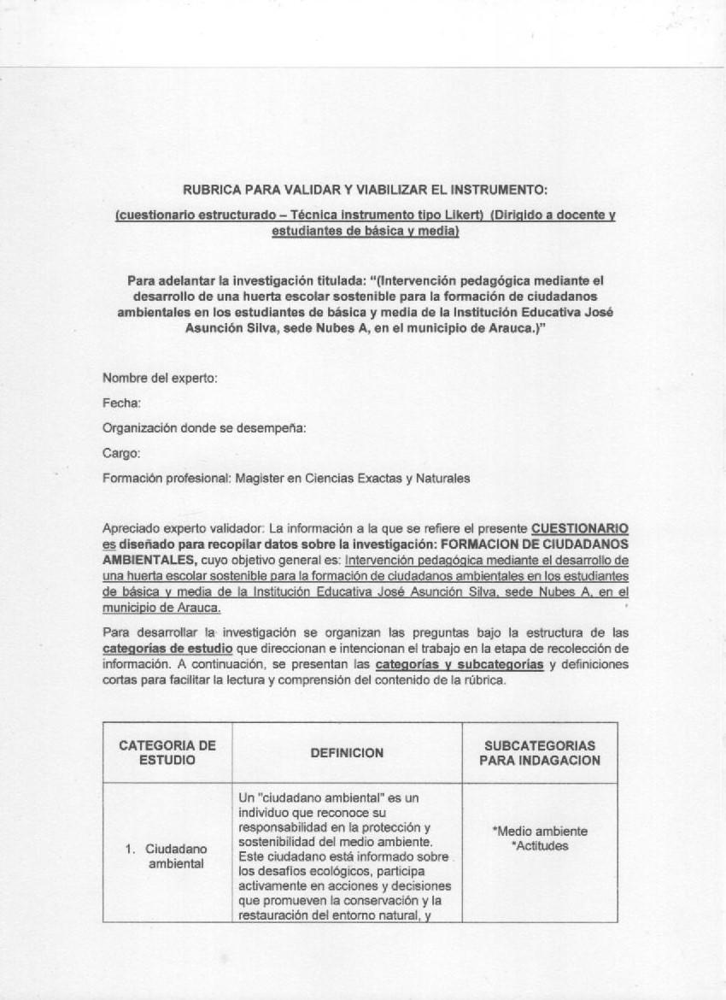 RUBRICA PARA VALIDAR Y VIABILIZAR EL INSTRUMENTO:
(cuestionario estructurado – Técnica instrumento tipo Likert) (Dirigido a docente y
estudiantes de básica y media)
Para adelantar la investigación titulada: "(Intervención pedagógica mediante el
desarrollo de una huerta escolar sostenible para la formación de ciudadanos
ambientales en los estudiantes de básica y media de la Institución Educativa José
Asunción Silva, sede Nubes A, en el municipio de Arauca.)"
Nombre del experto:
Fecha:
Organización donde se desempeña:
Cargo:
Formación profesional: Magister en Ciencias Exactas y Naturales
Apreciado experto validador: La información a la que se refiere el presente CUESTIONARIO
es diseñado para recopilar datos sobre la investigación: FORMACION DE CIUDADANOS
AMBIENTALES, cuyo objetivo general es: Intervención pedagógica mediante el desarrollo de
una huerta escolar sostenible para la formación de ciudadanos ambientales en los estudiantes
de básica y media de la Institución Educativa José Asunción Silva, sede Nubes A, en el
municipio de Arauca.
Para desarrollar la investigación se organizan las preguntas bajo la estructura de las
categorías de estudio que direccionan e intencionan el trabajo en la etapa de recolección de
información. A continuación, se presentan las categorías y subcategorías y definiciones
cortas para facilitar la lectura y comprensión del contenido de la rúbrica.
CATEGORIA DE
ESTUDIO
DEFINICION
SUBCATEGORIAS
PARA INDAGACION
1. Ciudadano
ambiental
Un "ciudadano ambiental" es un
individuo que reconoce su
responsabilidad en la protección y
sostenibilidad del medio ambiente.
Este ciudadano está informado sobre
los desafíos ecológicos, participa
activamente en acciones y decisiones
que promueven la conservación y la
restauración del entorno natural, y
*Medio ambiente
*Actitudes